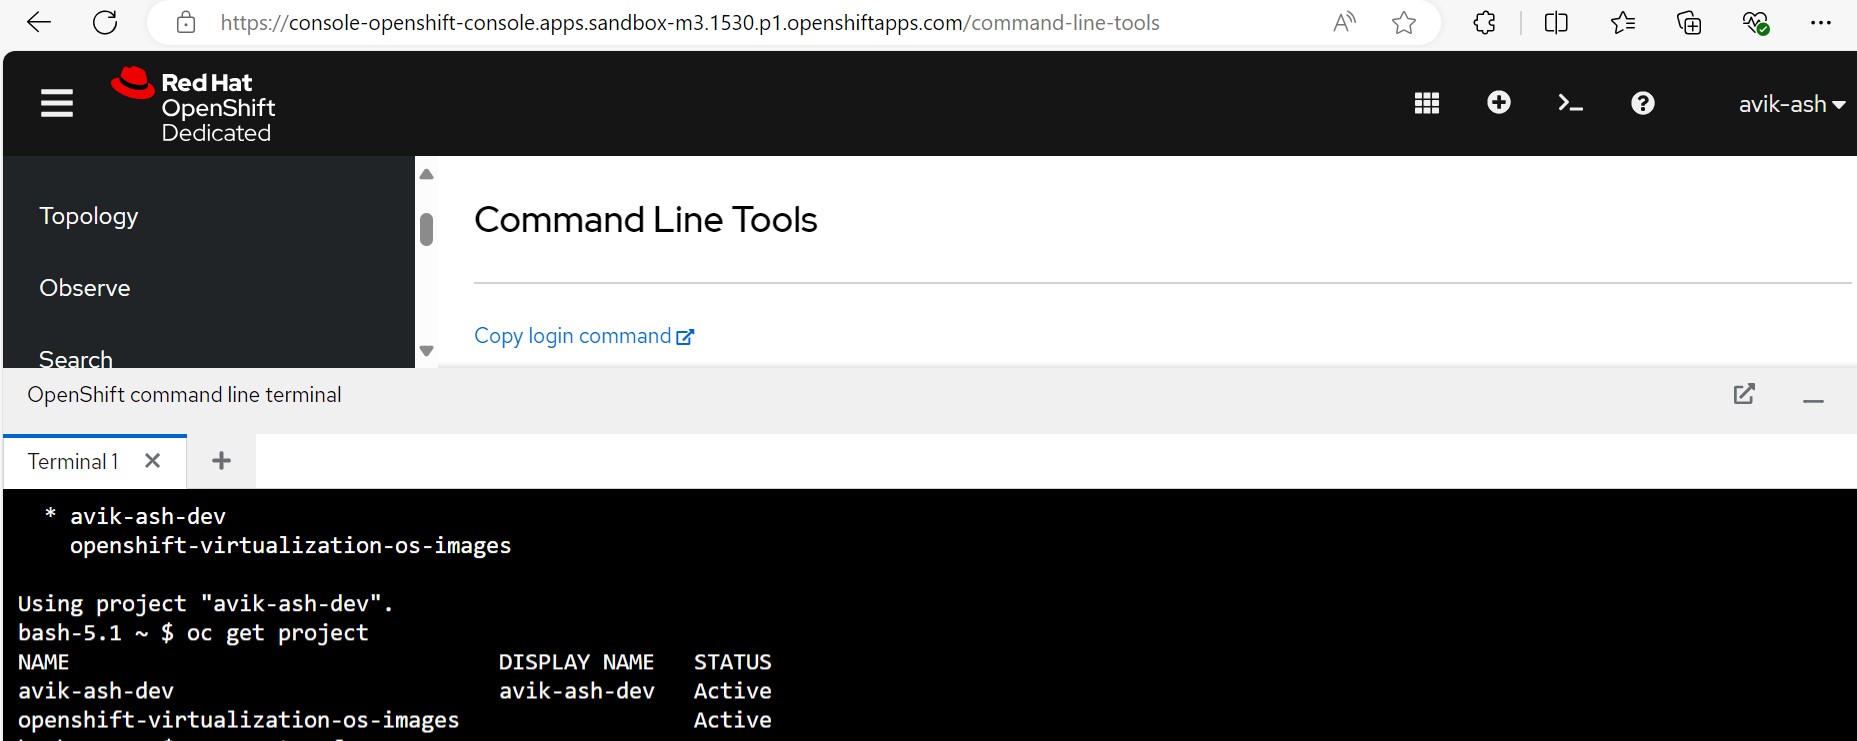 https://console-openshift-console.apps.sandbox-m3.1530.p1.openshiftapps.com/command-line-tools
Red Hat
OpenShift
Dedicated
avik-ash
Topology
Observe
Search
Command Line Tools
Copy login command
OpenShift command line terminal
Terminal 1
* avik-ash-dev
openshift-virtualization-os-images
Using project "avik-ash-dev".
bash-5.1 ~ $ oc get project
NAME DISPLAY NAME STATUS
avik-ash-dev avik-ash-dev Active
openshift-virtualization-os-images Active